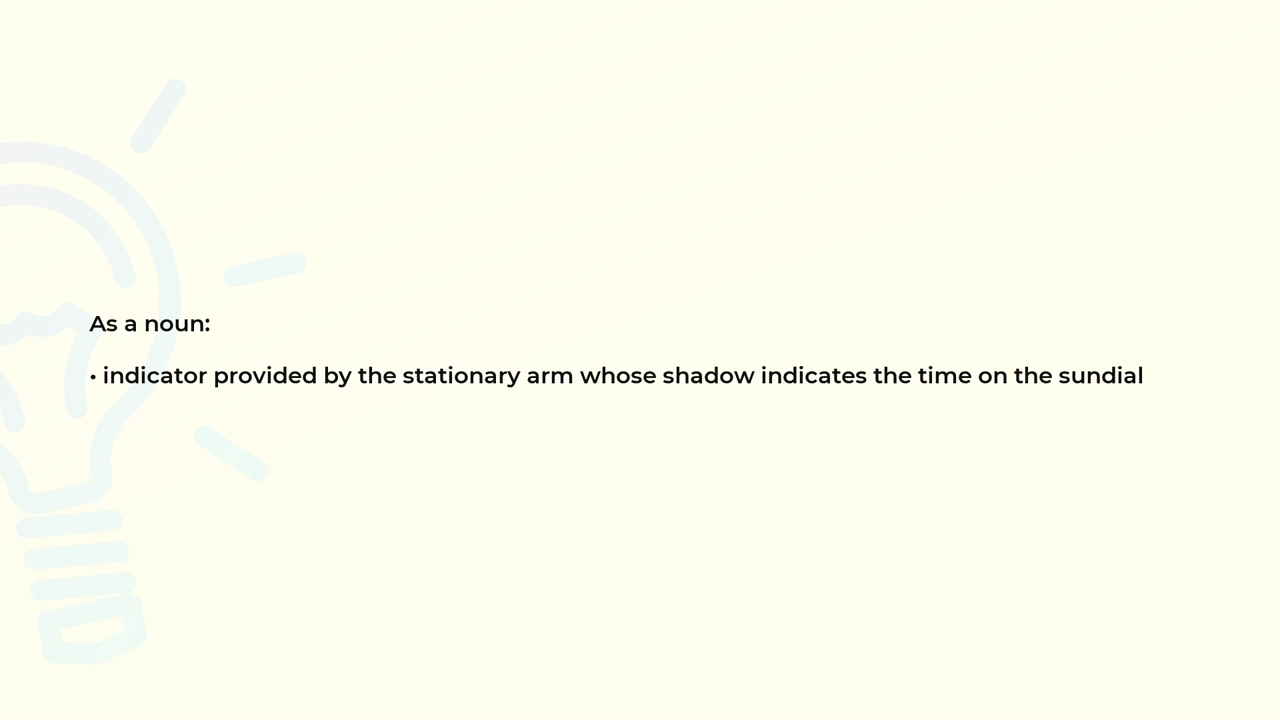 As a noun:
• indicator provided by the stationary arm whose shadow indicates the time on the sundial